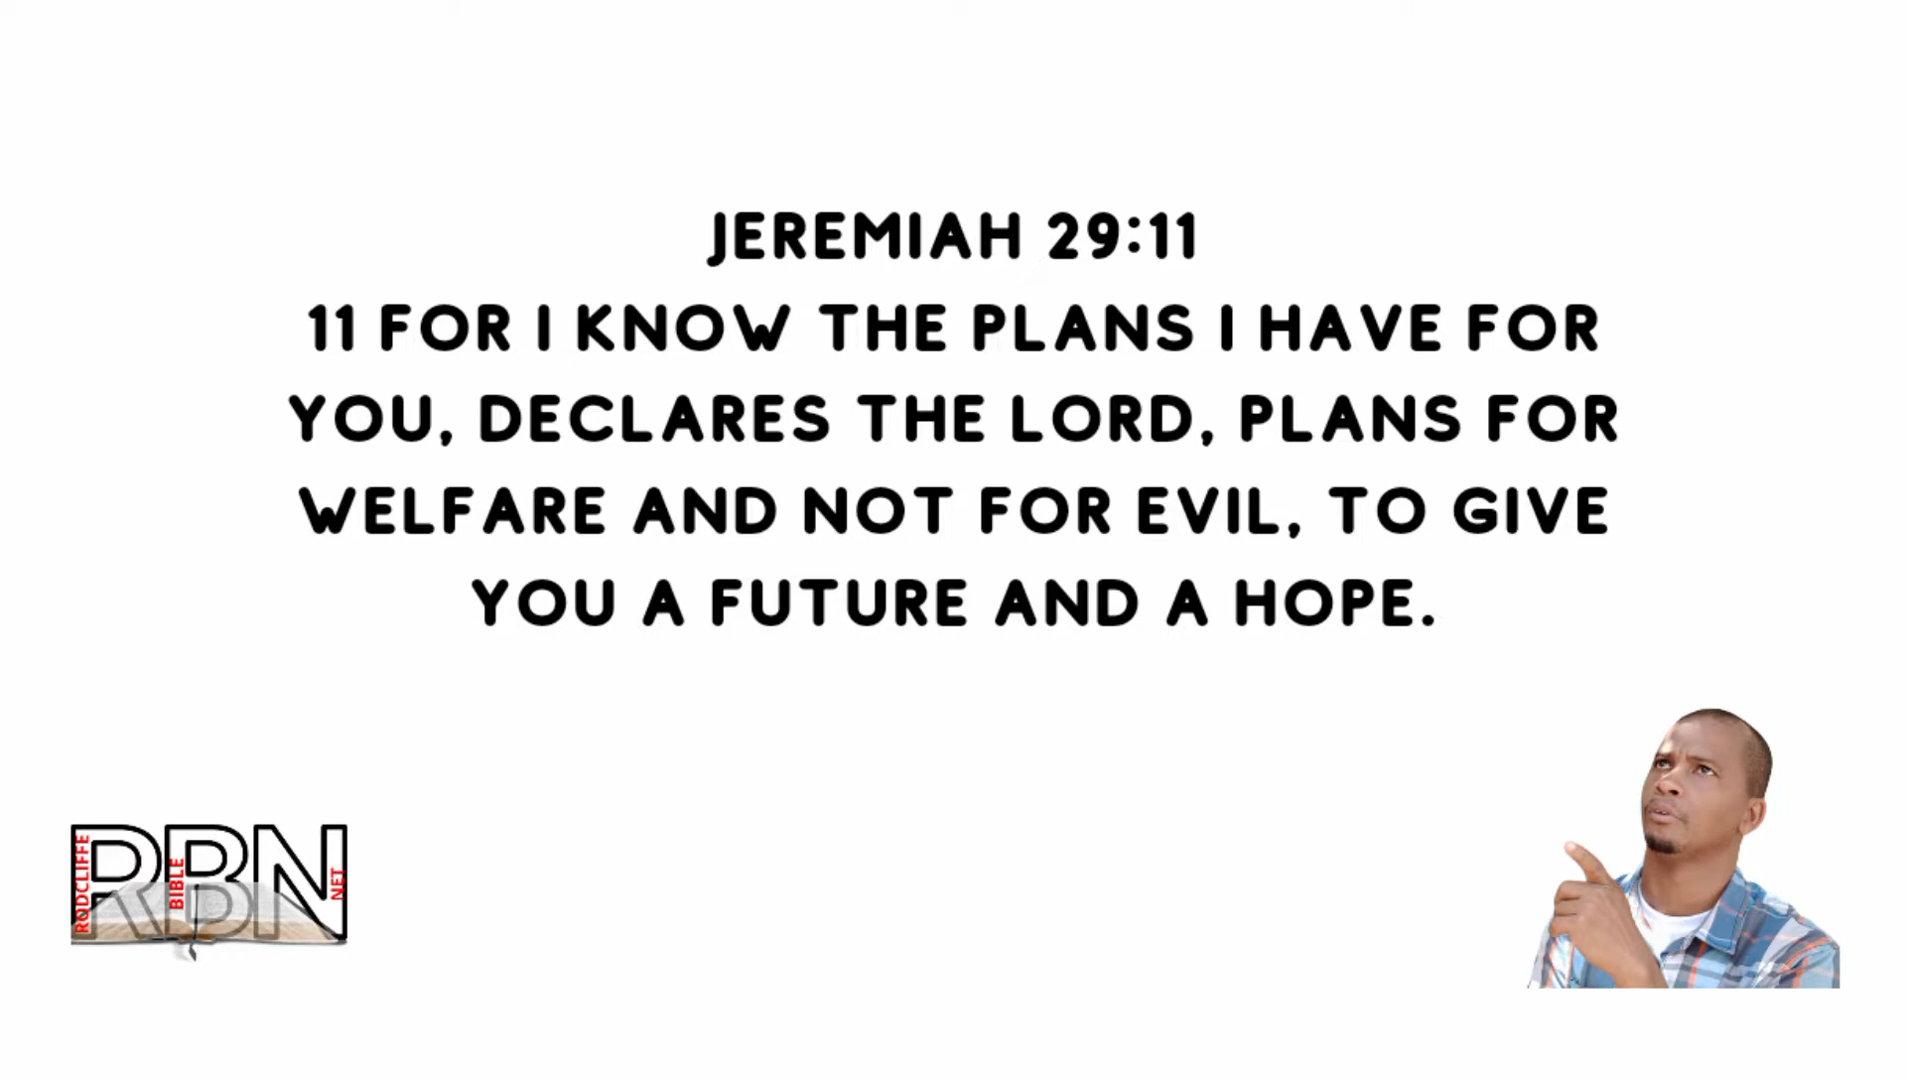 JEREMIAH 29:11
11 FOR I KNOW THE PLANS I HAVE FOR
YOU, DECLARES THE LORD, PLANS FOR
WELFARE AND NOT FOR EVIL, TO GIVE
YOU A FUTURE AND A HOPE.
RBN
RODCLIFFE
BIBLE
NET